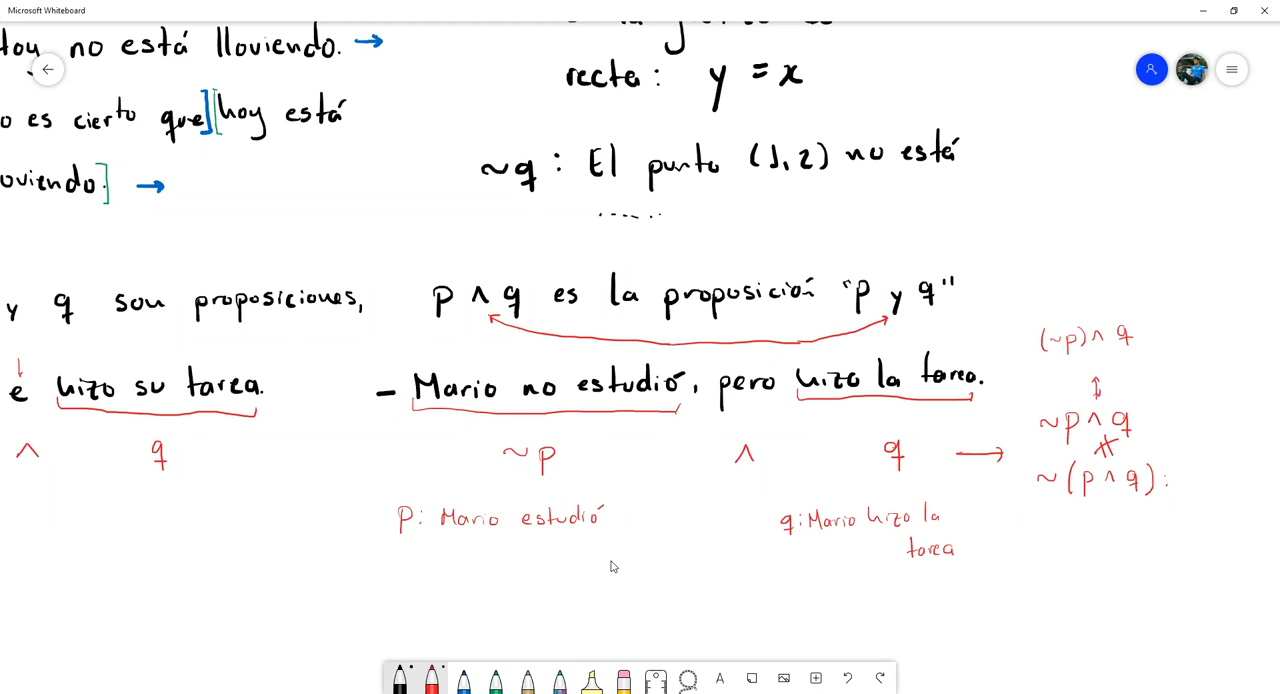 Microsoft Whiteboard
no está lloviendo.
o es cierto que] [hoy está
oviendo.]
recta: y = x
~q: El punto (1,2) no está
.....
y q son proposiciones,
p ∧ q es la proposición "p y q"
e hizo su tarea.
∧ q
- Mario no estudió, pero hizo la tarea.
~p ∧ q →
p: Mario estudió
q: Mario hizo la
tarea
(~p) ∧ q
↕
~p ∧ q
~(p ∧ q):